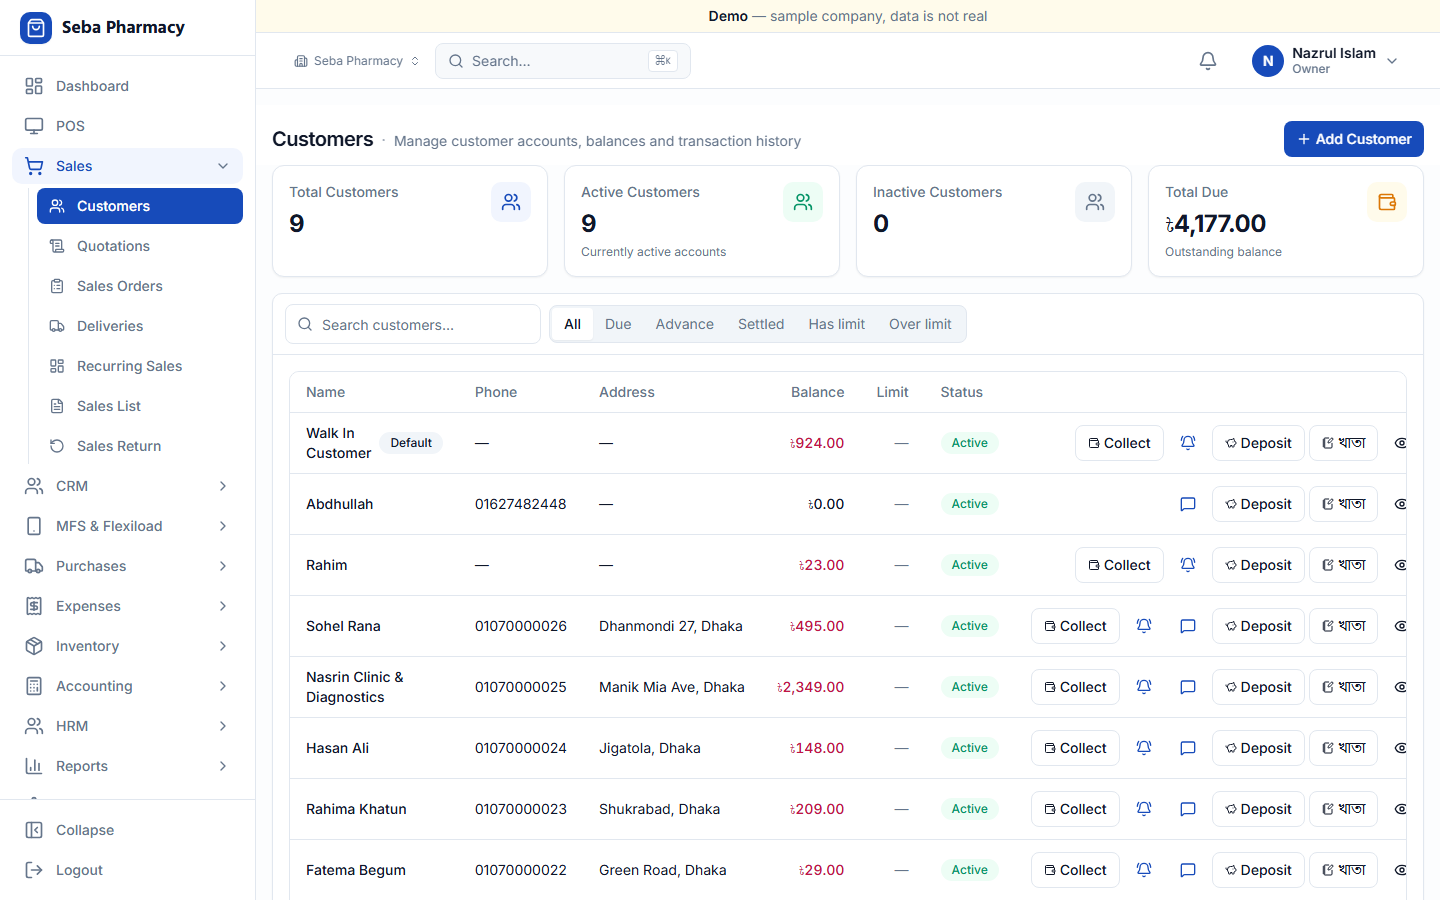 Seba Pharmacy
Dashboard
POS
Sales
Customers
Quotations
Sales Orders
Deliveries
Recurring Sales
Sales List
Sales Return
CRM
MFS & Flexiload
Purchases
Expenses
Inventory
Accounting
HRM
Reports
Collapse
Logout
Demo — sample company, data is not real
Seba Pharmacy
Search...
⌘K
N
Nazrul Islam
Owner
Customers · Manage customer accounts, balances and transaction history
+ Add Customer
Total Customers
9
Active Customers
9
Currently active accounts
Inactive Customers
0
Total Due
৳4,177.00
Outstanding balance
Search customers...
All Due Advance Settled Has limit Over limit
Name Phone Address Balance Limit Status
Walk In Customer Default — — ৳924.00 — Active Collect Deposit খাতা
Abdhullah 01627482448 — ৳0.00 — Active Deposit খাতা
Rahim — — ৳23.00 — Active Collect Deposit খাতা
Sohel Rana 01070000026 Dhanmondi 27, Dhaka ৳495.00 — Active Collect Deposit খাতা
Nasrin Clinic & Diagnostics 01070000025 Manik Mia Ave, Dhaka ৳2,349.00 — Active Collect Deposit খাতা
Hasan Ali 01070000024 Jigatola, Dhaka ৳148.00 — Active Collect Deposit খাতা
Rahima Khatun 01070000023 Shukrabad, Dhaka ৳209.00 — Active Collect Deposit খাতা
Fatema Begum 01070000022 Green Road, Dhaka ৳29.00 — Active Collect Deposit খাতা